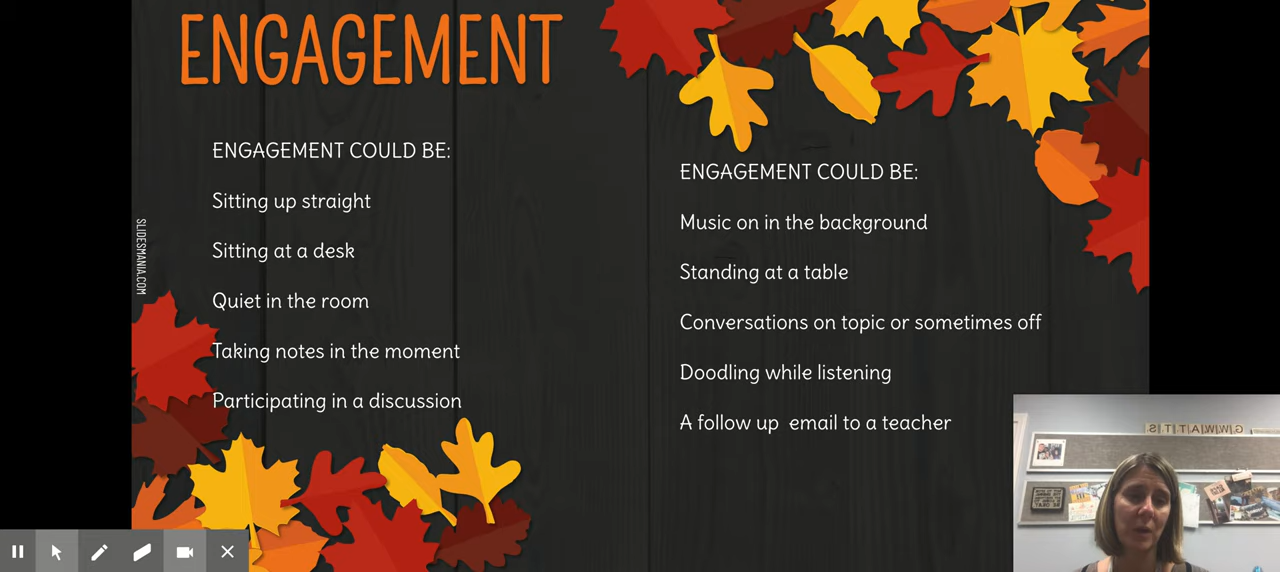 ENGAGEMENT
ENGAGEMENT COULD BE:
Sitting up straight
Sitting at a desk
Quiet in the room
Taking notes in the moment
Participating in a discussion
ENGAGEMENT COULD BE:
Music on in the background
Standing at a table
Conversations on topic or sometimes off
Doodling while listening
A follow up email to a teacher
SLIDESMANIA.COM